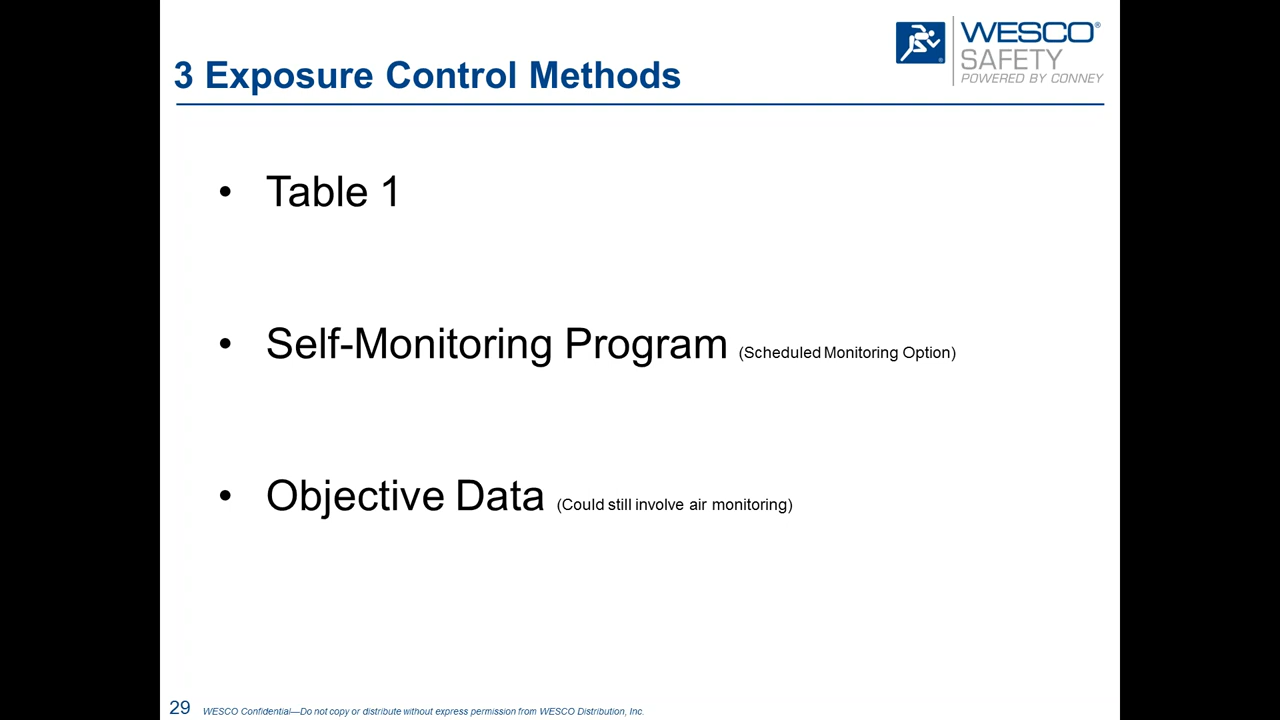 WESCO®
SAFETY
POWERED BY CONNEY
3 Exposure Control Methods
• Table 1
• Self-Monitoring Program (Scheduled Monitoring Option)
• Objective Data (Could still involve air monitoring)
29 WESCO Confidential—Do not copy or distribute without express permission from WESCO Distribution, Inc.